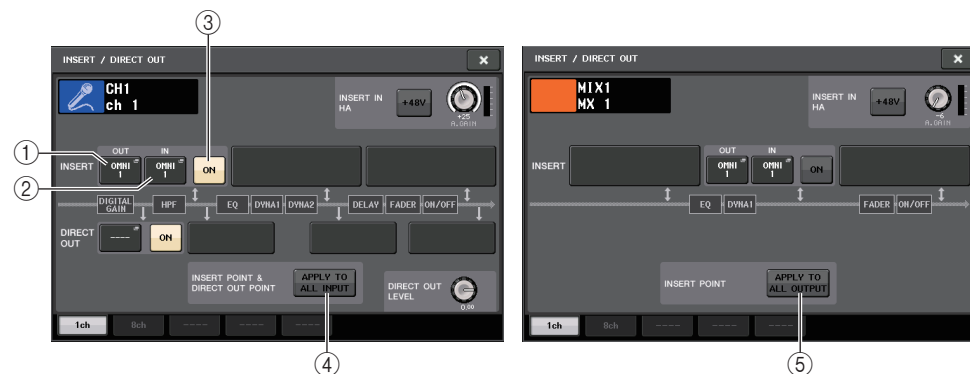 ③
INSERT / DIRECT OUT
CH1
ch 1
INSERT IN
HA
+48V
+25
A.GAIN
①
②
OUT IN
INSERT OMNI 1 OMNI 1 ON
DIGITAL GAIN HPF EQ DYNA1 DYNA2 DELAY FADER ON/OFF
DIRECT OUT ---- ON
INSERT POINT &
DIRECT OUT POINT
APPLY TO
ALL INPUT
DIRECT OUT
LEVEL
0.00
1ch 8ch ---- ---- ----
④
INSERT / DIRECT OUT
MIX1
MX 1
INSERT IN
HA
+48V
-6
A.GAIN
OUT IN
INSERT OMNI 1 OMNI 1 ON
EQ DYNA1 FADER ON/OFF
INSERT POINT
APPLY TO
ALL OUTPUT
1ch 8ch ---- ---- ----
⑤